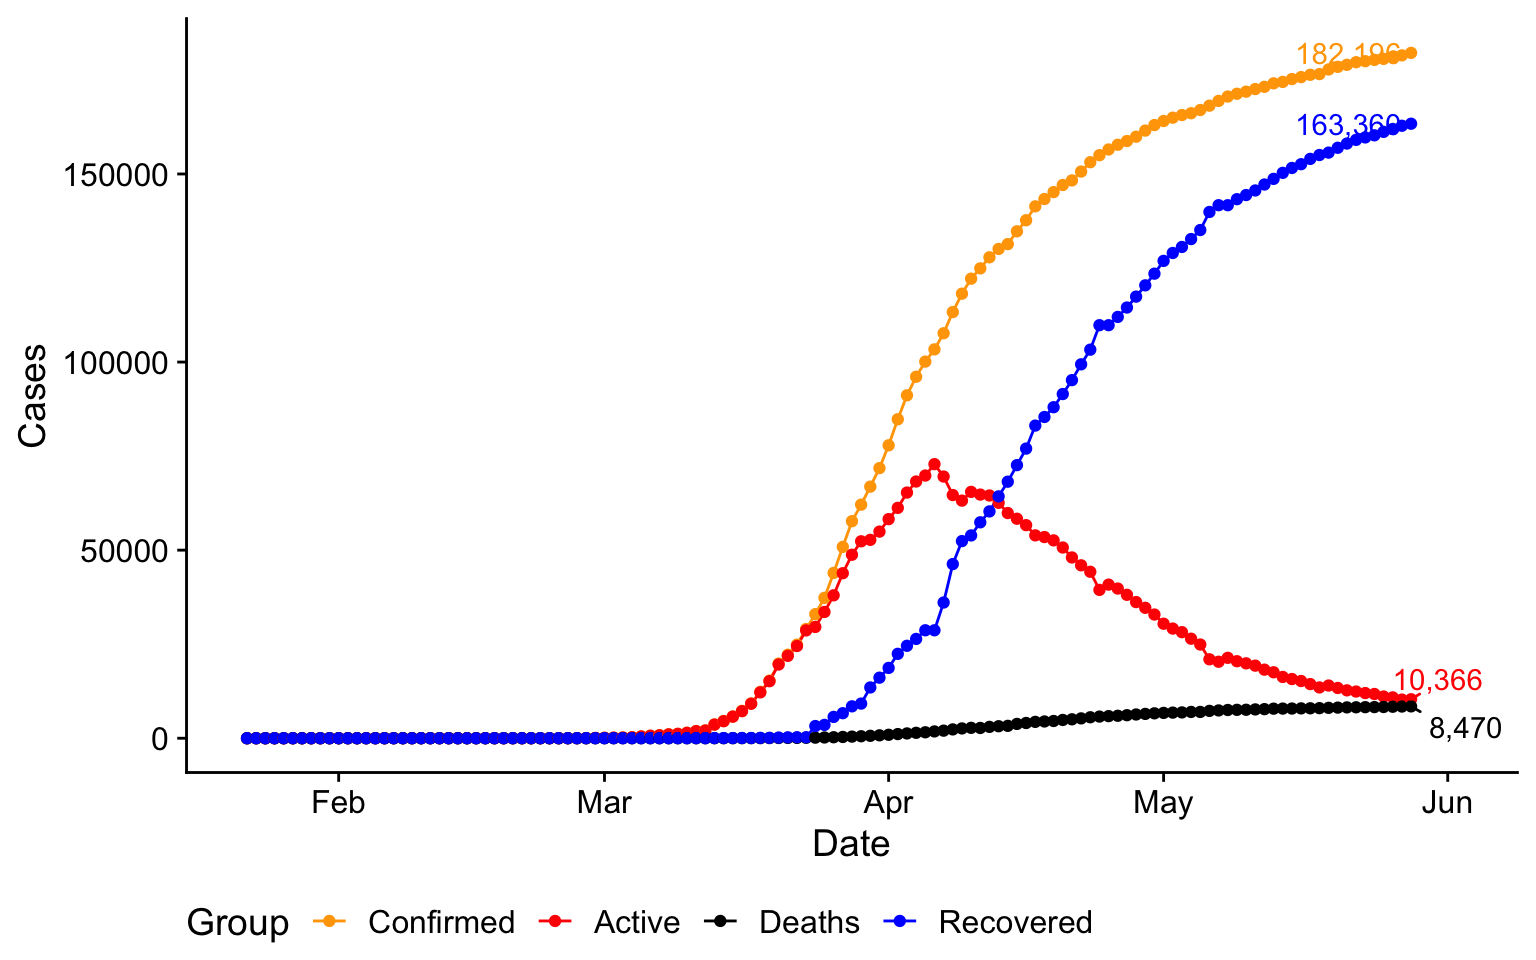 182,196
163,360
150000
100000
Cases
50000
10,366
8,470
0
Feb Mar Apr May Jun
Date
Group Confirmed Active Deaths Recovered